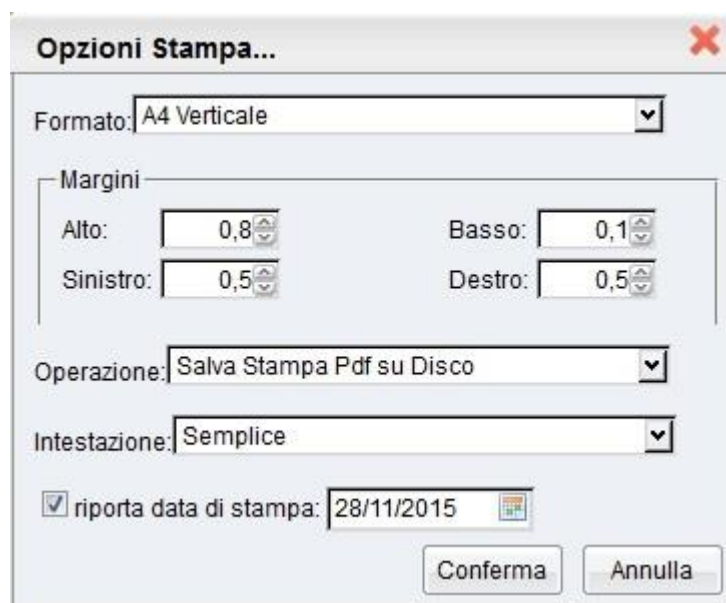 Opzioni Stampa...
Formato: A4 Verticale
Margini
Alto: 0,8 Basso: 0,1
Sinistro: 0,5 Destro: 0,5
Operazione: Salva Stampa Pdf su Disco
Intestazione: Semplice
riporta data di stampa: 28/11/2015
Conferma Annulla